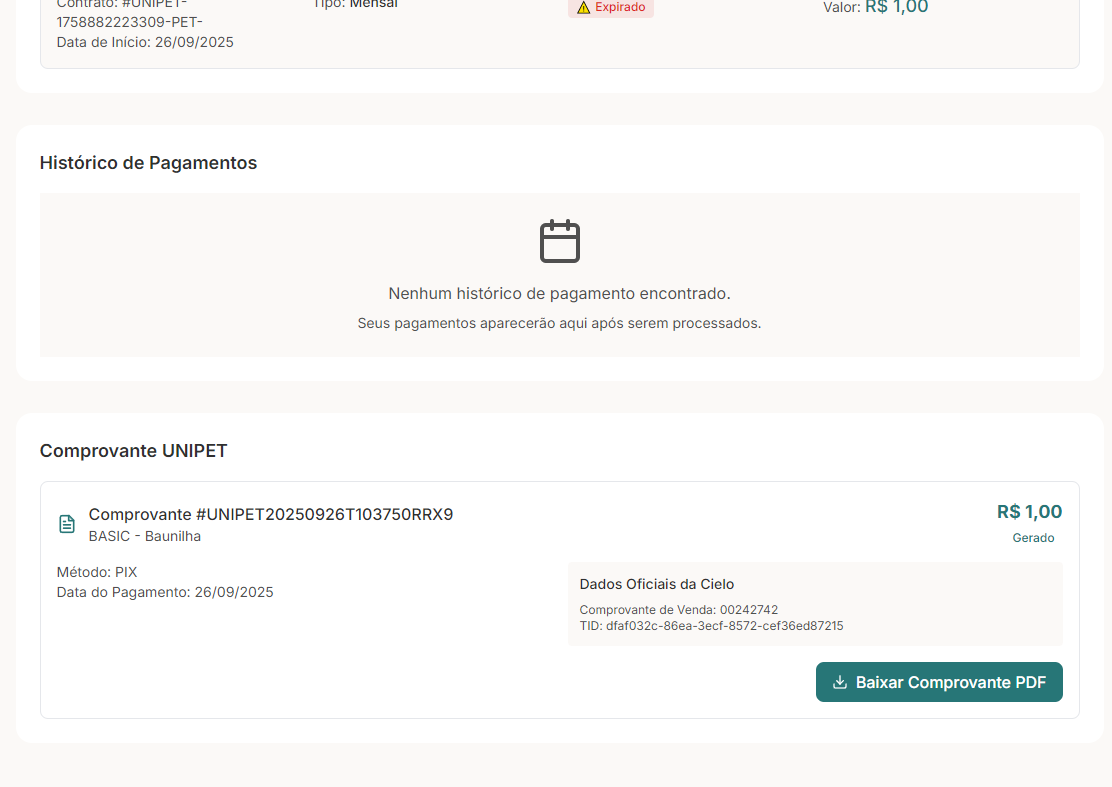 Contrato: #UNIPET-
1758882223309-PET-
Data de Início: 26/09/2025
Tipo: Mensal
Expirado
Valor: R$ 1,00
Histórico de Pagamentos
Nenhum histórico de pagamento encontrado.
Seus pagamentos aparecerão aqui após serem processados.
Comprovante UNIPET
Comprovante #UNIPET20250926T103750RRX9
BASIC - Baunilha
R$ 1,00
Gerado
Método: PIX
Data do Pagamento: 26/09/2025
Dados Oficiais da Cielo
Comprovante de Venda: 00242742
TID: dfaf032c-86ea-3ecf-8572-cef36ed87215
Baixar Comprovante PDF